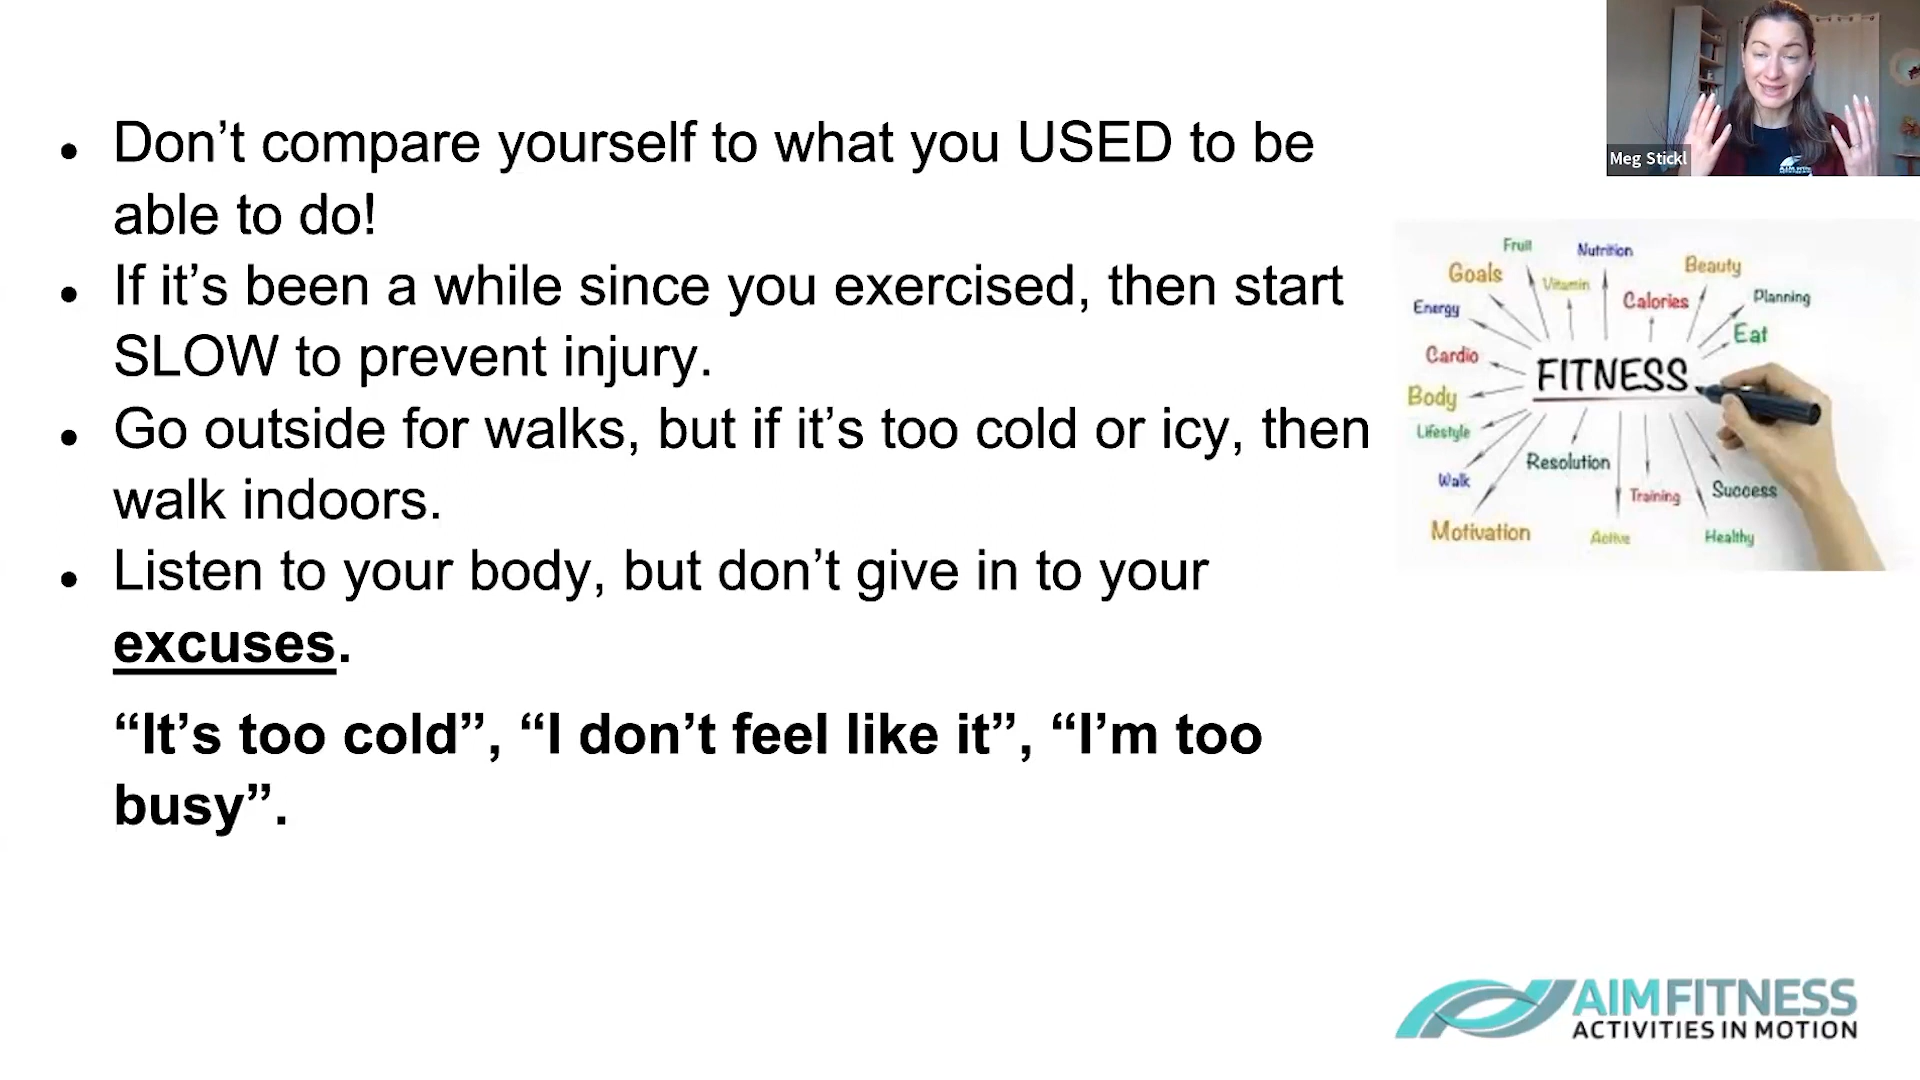 • Don’t compare yourself to what you USED to be
able to do!
• If it’s been a while since you exercised, then start
SLOW to prevent injury.
• Go outside for walks, but if it’s too cold or icy, then
walk indoors.
• Listen to your body, but don’t give in to your
excuses.
“It’s too cold”, “I don’t feel like it”, “I’m too
busy”.
Meg Stickl
Fruit
Nutrition
Goals
Vitamin
Beauty
Energy
Calories
Planning
Eat
Cardio
FITNESS
Body
Lifestyle
Resolution
Walk
Training
Success
Motivation
Active
Healthy
AIMFITNESS
ACTIVITIES IN MOTION